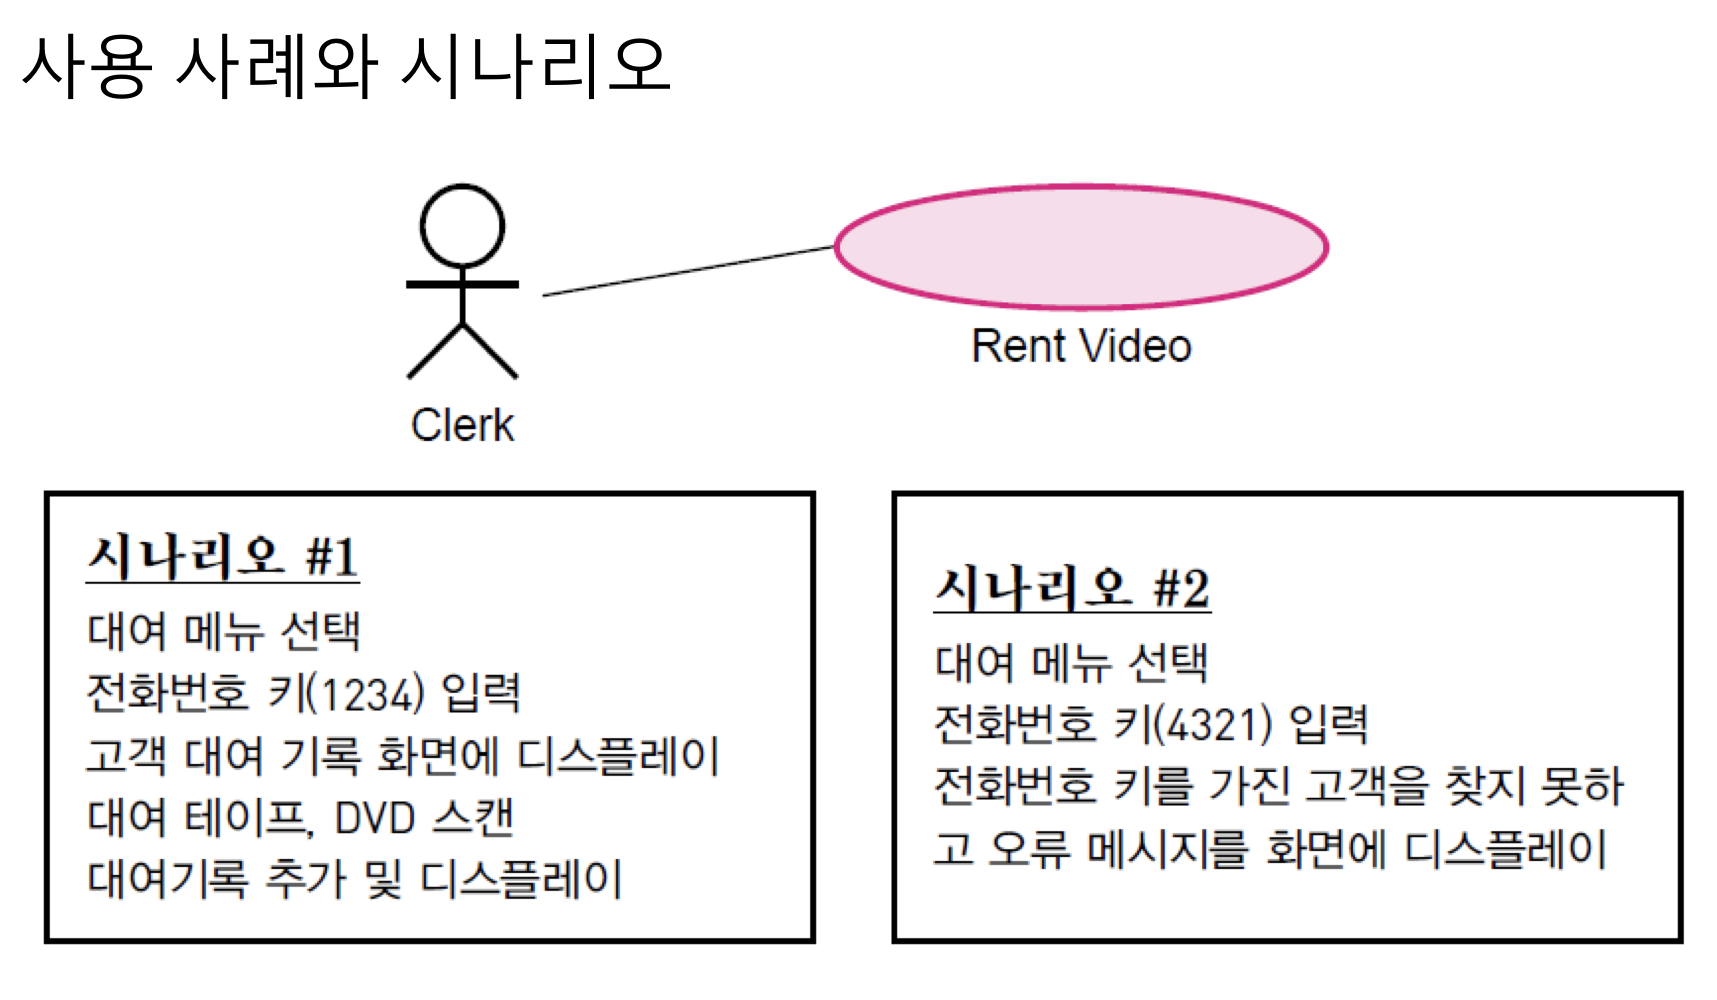 사용 사례와 시나리오
Rent Video
Clerk
시나리오 #1
대여 메뉴 선택
전화번호 키(1234) 입력
고객 대여 기록 화면에 디스플레이
대여 테이프, DVD 스캔
대여기록 추가 및 디스플레이
시나리오 #2
대여 메뉴 선택
전화번호 키(4321) 입력
전화번호 키를 가진 고객을 찾지 못하
고 오류 메시지를 화면에 디스플레이